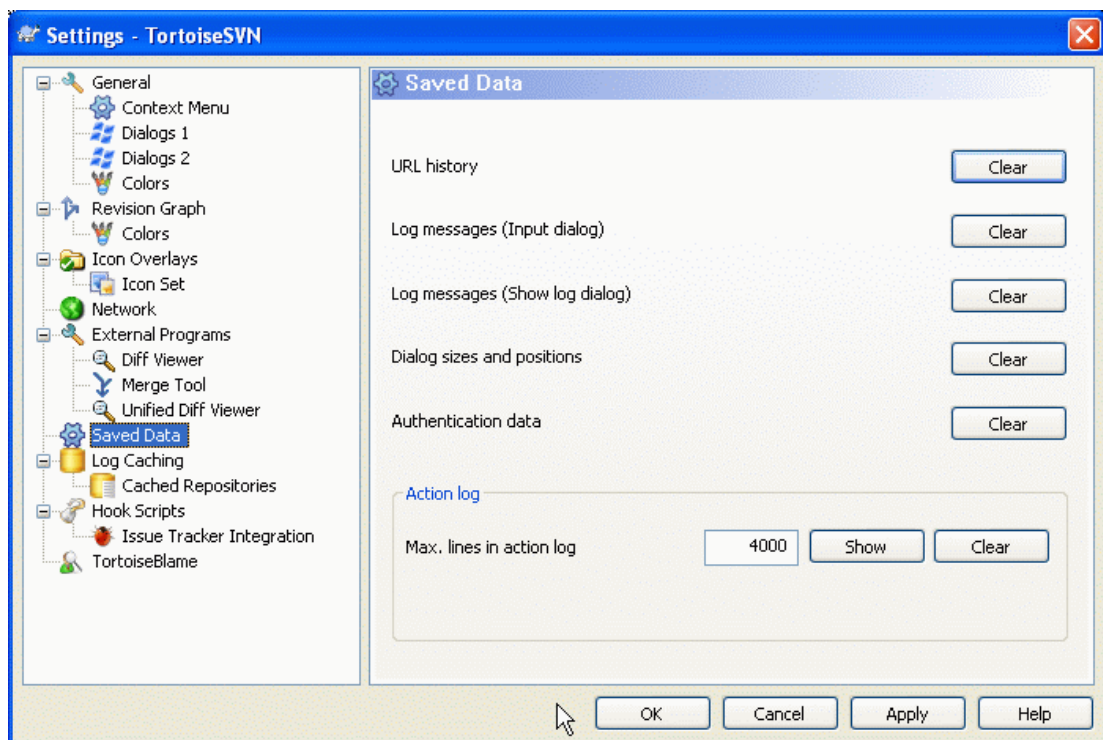 Settings - TortoiseSVN
General
Context Menu
Dialogs 1
Dialogs 2
Colors
Revision Graph
Colors
Icon Overlays
Icon Set
Network
External Programs
Diff Viewer
Merge Tool
Unified Diff Viewer
Saved Data
Log Caching
Cached Repositories
Hook Scripts
Issue Tracker Integration
TortoiseBlame
Saved Data
URL history Clear
Log messages (Input dialog) Clear
Log messages (Show log dialog) Clear
Dialog sizes and positions Clear
Authentication data Clear
Action log
Max. lines in action log 4000 Show Clear
OK Cancel Apply Help